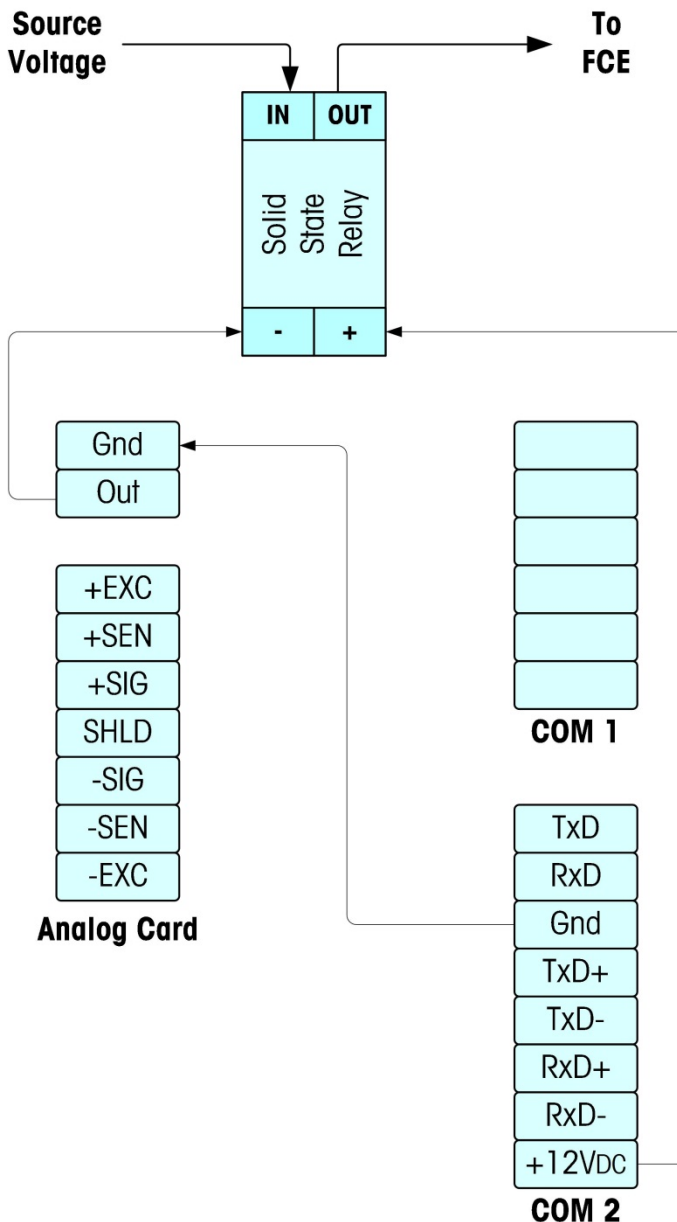 Source
Voltage
To
FCE
IN OUT
Solid
State
Relay
- +
Gnd
Out
+EXC
+SEN
+SIG
SHLD
-SIG
-SEN
-EXC
Analog Card
COM 1
TxD
RxD
Gnd
TxD+
TxD-
RxD+
RxD-
+12VDC
COM 2